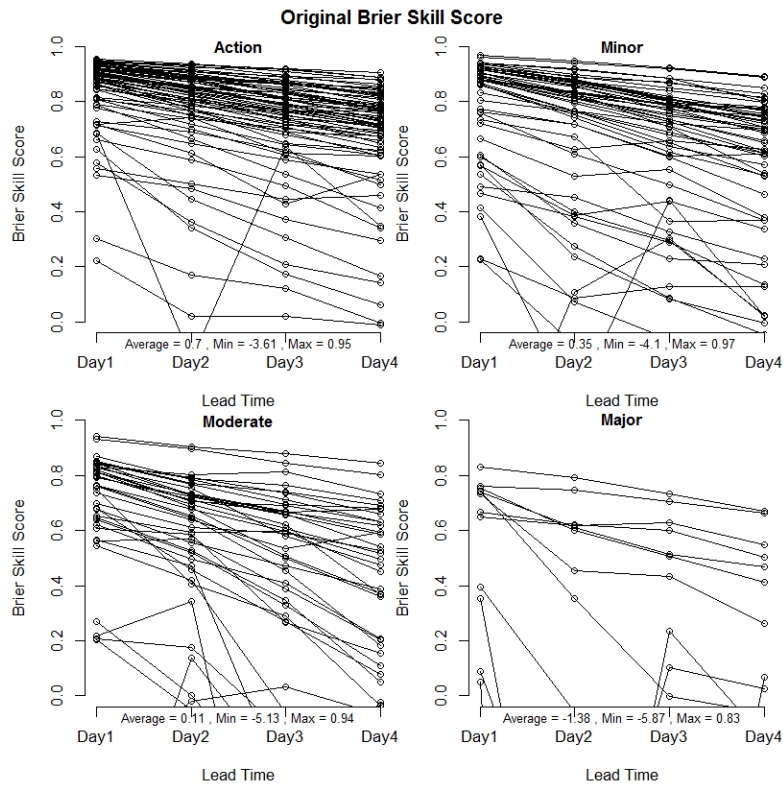 Original Brier Skill Score
Action
Brier Skill Score
1.0
0.8
0.6
0.4
0.2
0.0
Average = 0.7 , Min = -3.61 , Max = 0.95
Day1 Day2 Day3 Day4
Lead Time
Minor
Brier Skill Score
1.0
0.8
0.6
0.4
0.2
0.0
Average = 0.35 , Min = -4.1 , Max = 0.97
Day1 Day2 Day3 Day4
Lead Time
Moderate
Brier Skill Score
1.0
0.8
0.6
0.4
0.2
0.0
Average = 0.11 , Min = -5.13 , Max = 0.94
Day1 Day2 Day3 Day4
Lead Time
Major
Brier Skill Score
1.0
0.8
0.6
0.4
0.2
0.0
Average = -1.38 , Min = -5.87 , Max = 0.83
Day1 Day2 Day3 Day4
Lead Time